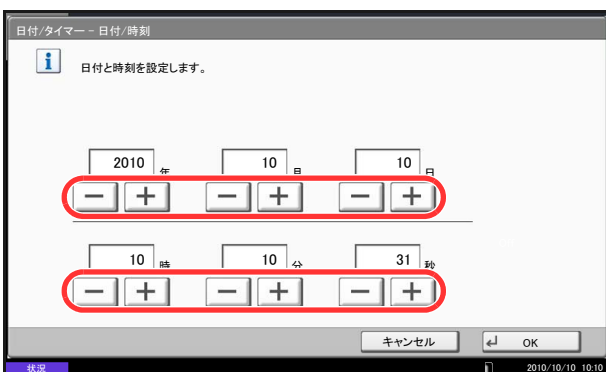 日付/タイマー - 日付/時刻
i 日付と時刻を設定します。
2010 年 10 月 10 日
− + − + − +
10 時 10 分 31 秒
− + − + − +
キャンセル OK
状況 2010/10/10 10:10